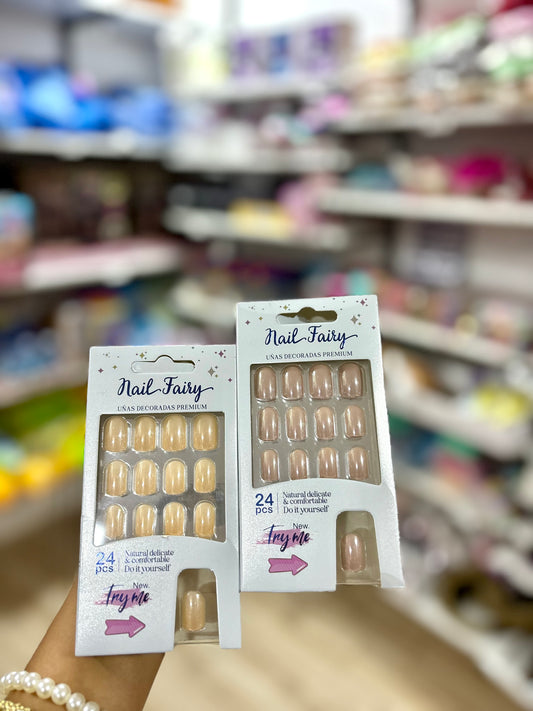 Nail Fairy
UÑAS DECORADAS PREMIUM
24
pcs
Natural delicate
& comfortable
Do it yourself
New.
Try me
Nail Fairy
UÑAS DECORADAS PREMIUM
24
pcs
Natural delicate
& comfortable
Do it yourself
New.
Try me